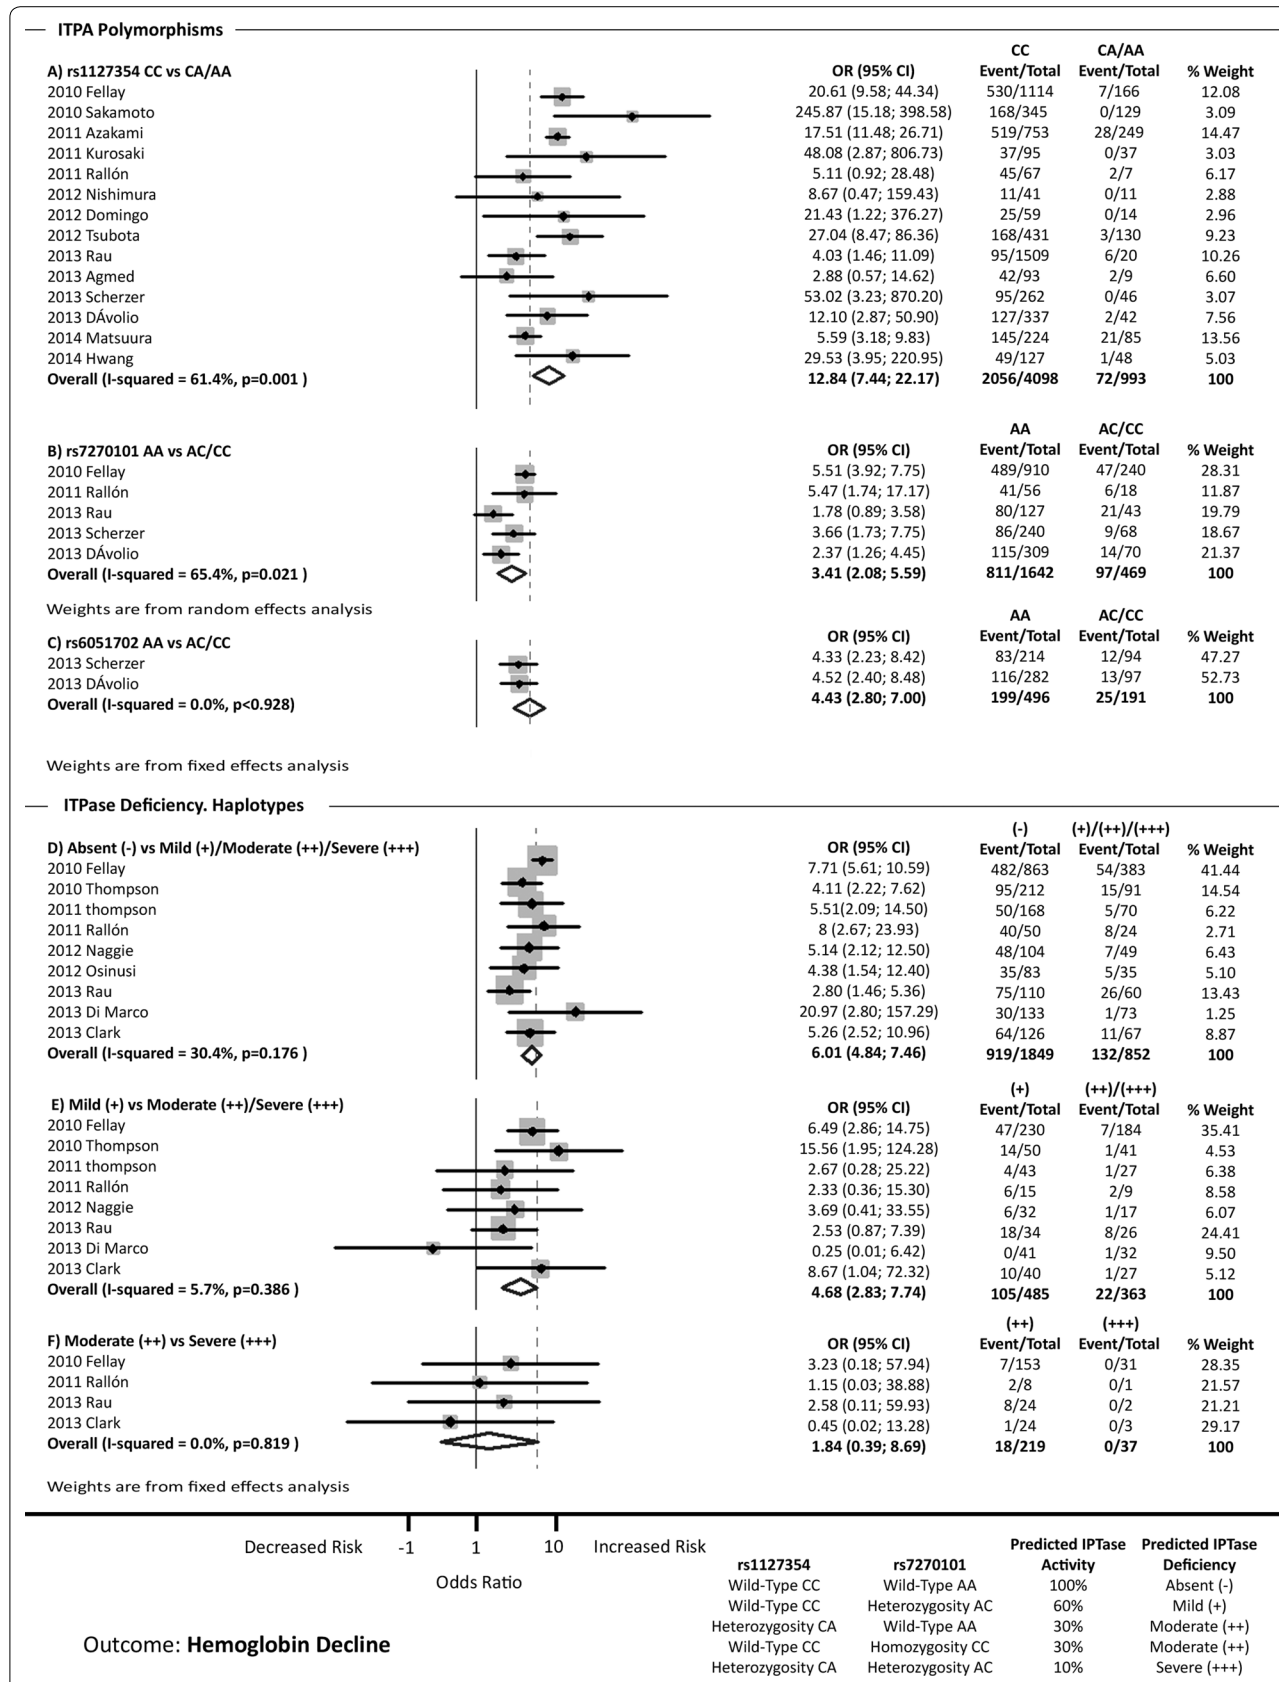 ITPA Polymorphisms
CC CA/AA
A) rs1127354 CC vs CA/AA OR (95% CI) Event/Total Event/Total % Weight
2010 Fellay 20.61 (9.58; 44.34) 530/1114 7/166 12.08
2010 Sakamoto 245.87 (15.18; 398.58) 168/345 0/129 3.09
2011 Azakami 17.51 (11.48; 26.71) 519/753 28/249 14.47
2011 Kurosaki 48.08 (2.87; 806.73) 37/95 0/37 3.03
2011 Rallón 5.11 (0.92; 28.48) 45/67 2/7 6.17
2012 Nishimura 8.67 (0.47; 159.43) 11/41 0/11 2.88
2012 Domingo 21.43 (1.22; 376.27) 25/59 0/14 2.96
2012 Tsubota 27.04 (8.47; 86.36) 168/431 3/130 9.23
2013 Rau 4.03 (1.46; 11.09) 95/1509 6/20 10.26
2013 Agmed 2.88 (0.57; 14.62) 42/93 2/9 6.60
2013 Scherzer 53.02 (3.23; 870.20) 95/262 0/46 3.07
2013 DÁvolio 12.10 (2.87; 50.90) 127/337 2/42 7.56
2014 Matsuura 5.59 (3.18; 9.83) 145/224 21/85 13.56
2014 Hwang 29.53 (3.95; 220.95) 49/127 1/48 5.03
Overall (I-squared = 61.4%, p=0.001 ) 12.84 (7.44; 22.17) 2056/4098 72/993 100
AA AC/CC
B) rs7270101 AA vs AC/CC OR (95% CI) Event/Total Event/Total % Weight
2010 Fellay 5.51 (3.92; 7.75) 489/910 47/240 28.31
2011 Rallón 5.47 (1.74; 17.17) 41/56 6/18 11.87
2013 Rau 1.78 (0.89; 3.58) 80/127 21/43 19.79
2013 Scherzer 3.66 (1.73; 7.75) 86/240 9/68 18.67
2013 DÁvolio 2.37 (1.26; 4.45) 115/309 14/70 21.37
Overall (I-squared = 65.4%, p=0.021 ) 3.41 (2.08; 5.59) 811/1642 97/469 100
Weights are from random effects analysis
AA AC/CC
C) rs6051702 AA vs AC/CC OR (95% CI) Event/Total Event/Total % Weight
2013 Scherzer 4.33 (2.23; 8.42) 83/214 12/94 47.27
2013 DÁvolio 4.52 (2.40; 8.48) 116/282 13/97 52.73
Overall (I-squared = 0.0%, p<0.928) 4.43 (2.80; 7.00) 199/496 25/191 100
Weights are from fixed effects analysis
ITPase Deficiency. Haplotypes
(-) (+)/(++)/(+++)
D) Absent (-) vs Mild (+)/Moderate (++)/Severe (+++) OR (95% CI) Event/Total Event/Total % Weight
2010 Fellay 7.71 (5.61; 10.59) 482/863 54/383 41.44
2010 Thompson 4.11 (2.22; 7.62) 95/212 15/91 14.54
2011 thompson 5.51(2.09; 14.50) 50/168 5/70 6.22
2011 Rallón 8 (2.67; 23.93) 40/50 8/24 2.71
2012 Naggie 5.14 (2.12; 12.50) 48/104 7/49 6.43
2012 Osinusi 4.38 (1.54; 12.40) 35/83 5/35 5.10
2013 Rau 2.80 (1.46; 5.36) 75/110 26/60 13.43
2013 Di Marco 20.97 (2.80; 157.29) 30/133 1/73 1.25
2013 Clark 5.26 (2.52; 10.96) 64/126 11/67 8.87
Overall (I-squared = 30.4%, p=0.176 ) 6.01 (4.84; 7.46) 919/1849 132/852 100
(+) (++)/(+++)
E) Mild (+) vs Moderate (++)/Severe (+++) OR (95% CI) Event/Total Event/Total % Weight
2010 Fellay 6.49 (2.86; 14.75) 47/230 7/184 35.41
2010 Thompson 15.56 (1.95; 124.28) 14/50 1/41 4.53
2011 thompson 2.67 (0.28; 25.22) 4/43 1/27 6.38
2011 Rallón 2.33 (0.36; 15.30) 6/15 2/9 8.58
2012 Naggie 3.69 (0.41; 33.55) 6/32 1/17 6.07
2013 Rau 2.53 (0.87; 7.39) 18/34 8/26 24.41
2013 Di Marco 0.25 (0.01; 6.42) 0/41 1/32 9.50
2013 Clark 8.67 (1.04; 72.32) 10/40 1/27 5.12
Overall (I-squared = 5.7%, p=0.386 ) 4.68 (2.83; 7.74) 105/485 22/363 100
(++) (+++)
F) Moderate (++) vs Severe (+++) OR (95% CI) Event/Total Event/Total % Weight
2010 Fellay 3.23 (0.18; 57.94) 7/153 0/31 28.35
2011 Rallón 1.15 (0.03; 38.88) 2/8 0/1 21.57
2013 Rau 2.58 (0.11; 59.93) 8/24 0/2 21.21
2013 Clark 0.45 (0.02; 13.28) 1/24 0/3 29.17
Overall (I-squared = 0.0%, p=0.819 ) 1.84 (0.39; 8.69) 18/219 0/37 100
Weights are from fixed effects analysis
Decreased Risk -1 1 10 Increased Risk
Odds Ratio
Predicted IPTase Predicted IPTase
rs1127354 rs7270101 Activity Deficiency
Wild-Type CC Wild-Type AA 100% Absent (-)
Wild-Type CC Heterozygosity AC 60% Mild (+)
Heterozygosity CA Wild-Type AA 30% Moderate (++)
Wild-Type CC Homozygosity CC 30% Moderate (++)
Heterozygosity CA Heterozygosity AC 10% Severe (+++)
Outcome: Hemoglobin Decline